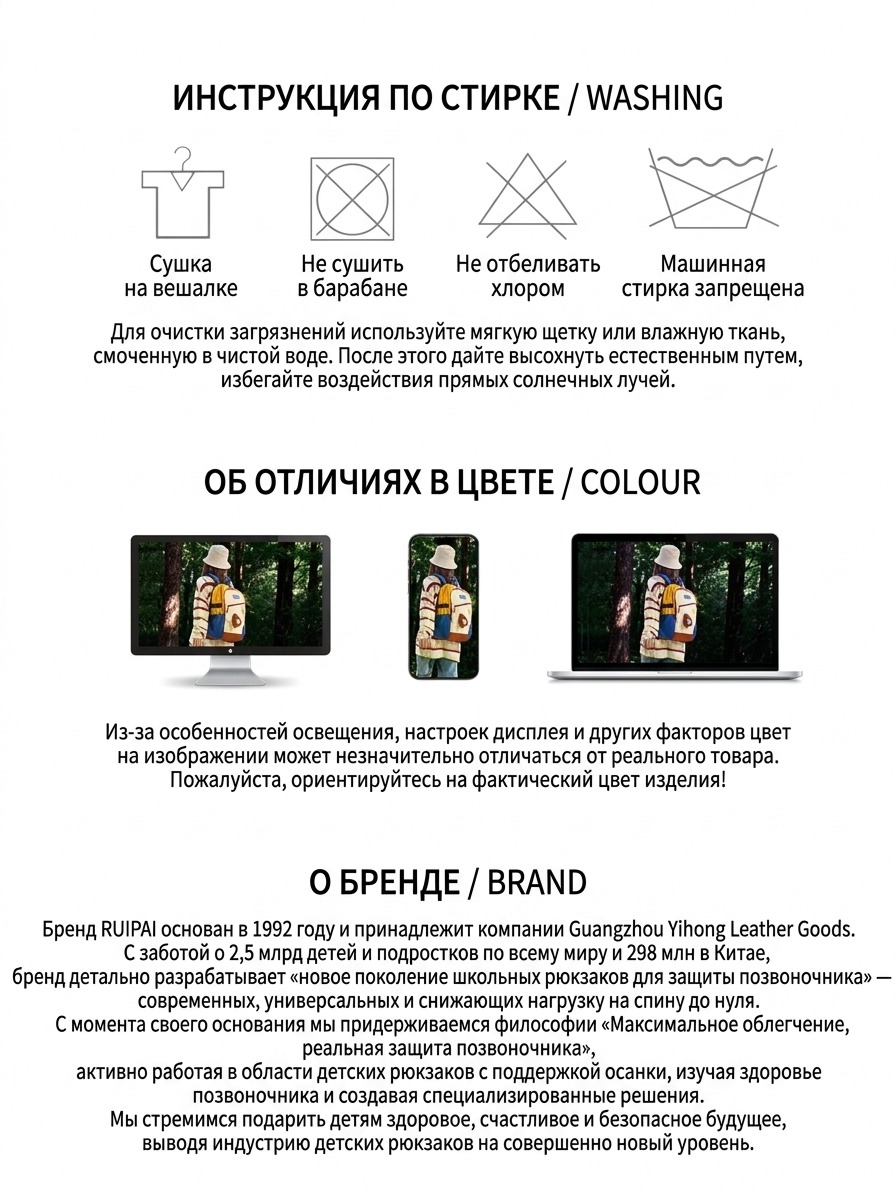 ИНСТРУКЦИЯ ПО СТИРКЕ / WASHING
Сушка
на вешалке
Не сушить
в барабане
Не отбеливать
хлором
Машинная
стирка запрещена
Для очистки загрязнений используйте мягкую щетку или влажную ткань,
смоченную в чистой воде. После этого дайте высохнуть естественным путем,
избегайте воздействия прямых солнечных лучей.
ОБ ОТЛИЧИЯХ В ЦВЕТЕ / COLOUR
Из-за особенностей освещения, настроек дисплея и других факторов цвет
на изображении может незначительно отличаться от реального товара.
Пожалуйста, ориентируйтесь на фактический цвет изделия!
О БРЕНДЕ / BRAND
Бренд RUIPAI основан в 1992 году и принадлежит компании Guangzhou Yihong Leather Goods.
С заботой о 2,5 млрд детей и подростков по всему миру и 298 млн в Китае,
бренд детально разрабатывает «новое поколение школьных рюкзаков для защиты позвоночника» —
современных, универсальных и снижающих нагрузку на спину до нуля.
С момента своего основания мы придерживаемся философии «Максимальное облегчение,
реальная защита позвоночника»,
активно работая в области детских рюкзаков с поддержкой осанки, изучая здоровье
позвоночника и создавая специализированные решения.
Мы стремимся подарить детям здоровое, счастливое и безопасное будущее,
выводя индустрию детских рюкзаков на совершенно новый уровень.